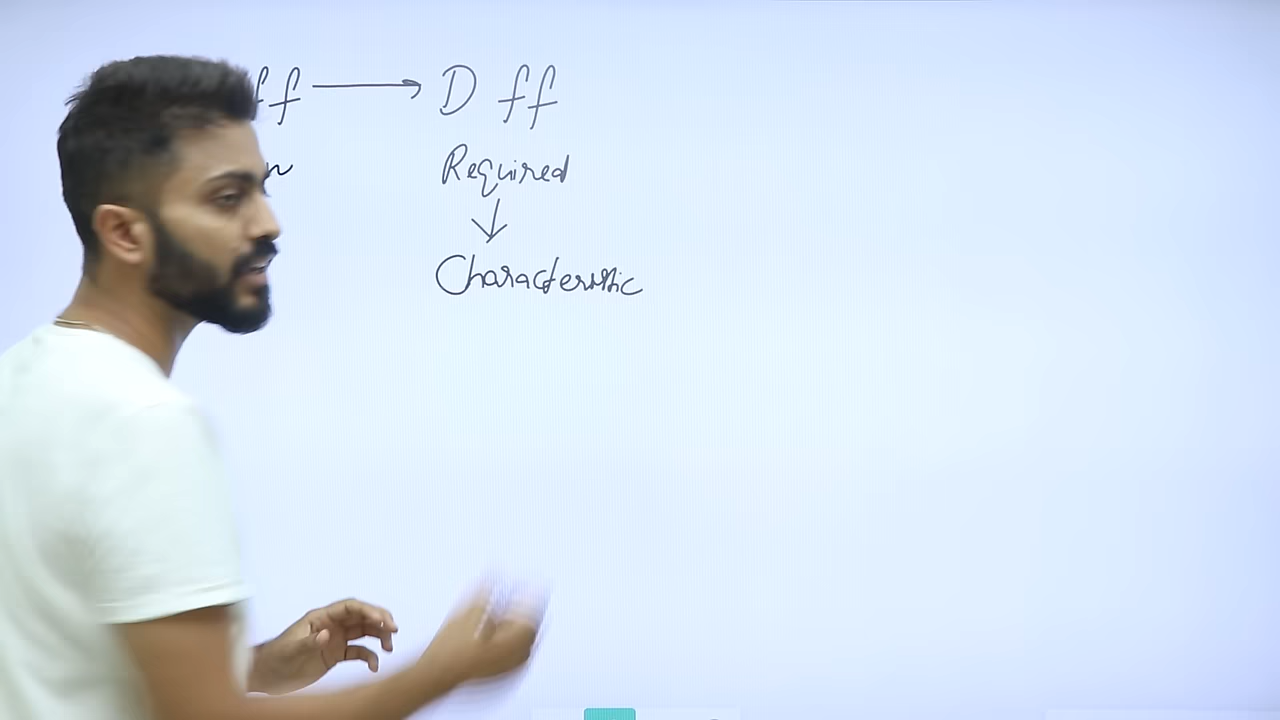 ff → D ff
n
Required
↓
Characteristic